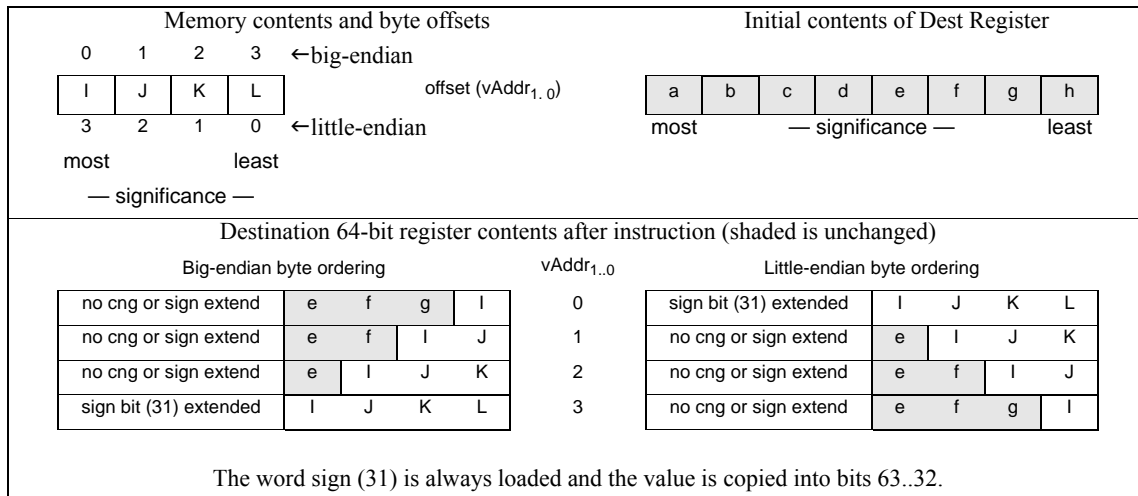 Memory contents and byte offsets
0 1 2 3 ←big-endian
I J K L
offset (vAddr1. 0)
3 2 1 0 ←little-endian
most least
— significance —
Initial contents of Dest Register
a b c d e f g h
most — significance — least
Destination 64-bit register contents after instruction (shaded is unchanged)
Big-endian byte ordering vAddr1..0 Little-endian byte ordering
no cng or sign extend e f g I 0 sign bit (31) extended I J K L
no cng or sign extend e f I J 1 no cng or sign extend e I J K
no cng or sign extend e I J K 2 no cng or sign extend e f I J
sign bit (31) extended I J K L 3 no cng or sign extend e f g I
The word sign (31) is always loaded and the value is copied into bits 63..32.